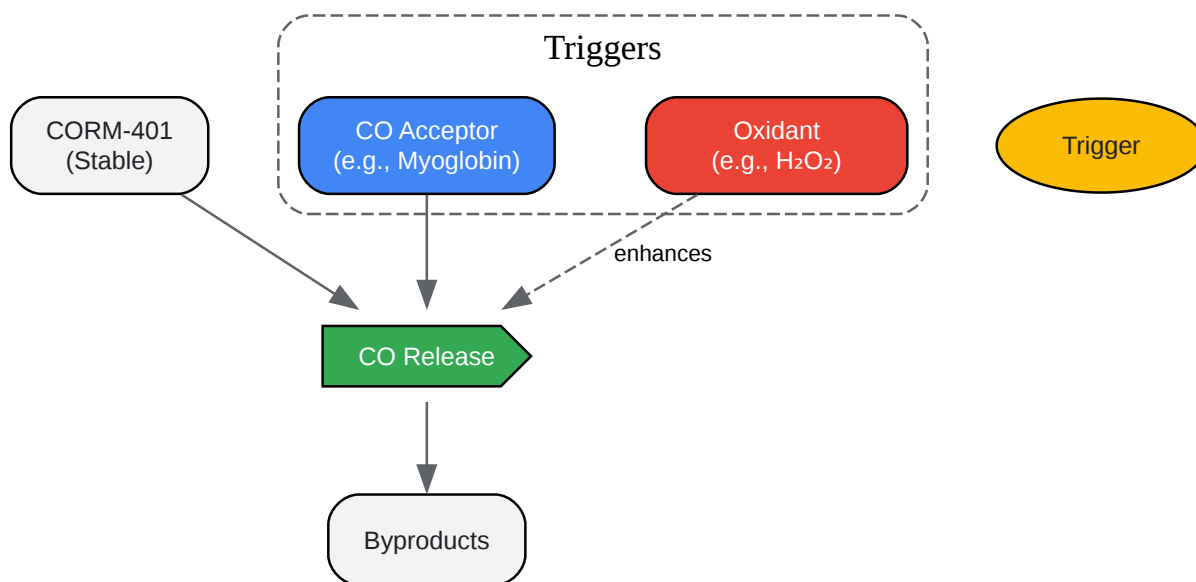 Triggers
CORM-401
(Stable)
CO Acceptor
(e.g., Myoglobin)
Oxidant
(e.g., H₂O₂)
Trigger
enhances
CO Release
Byproducts